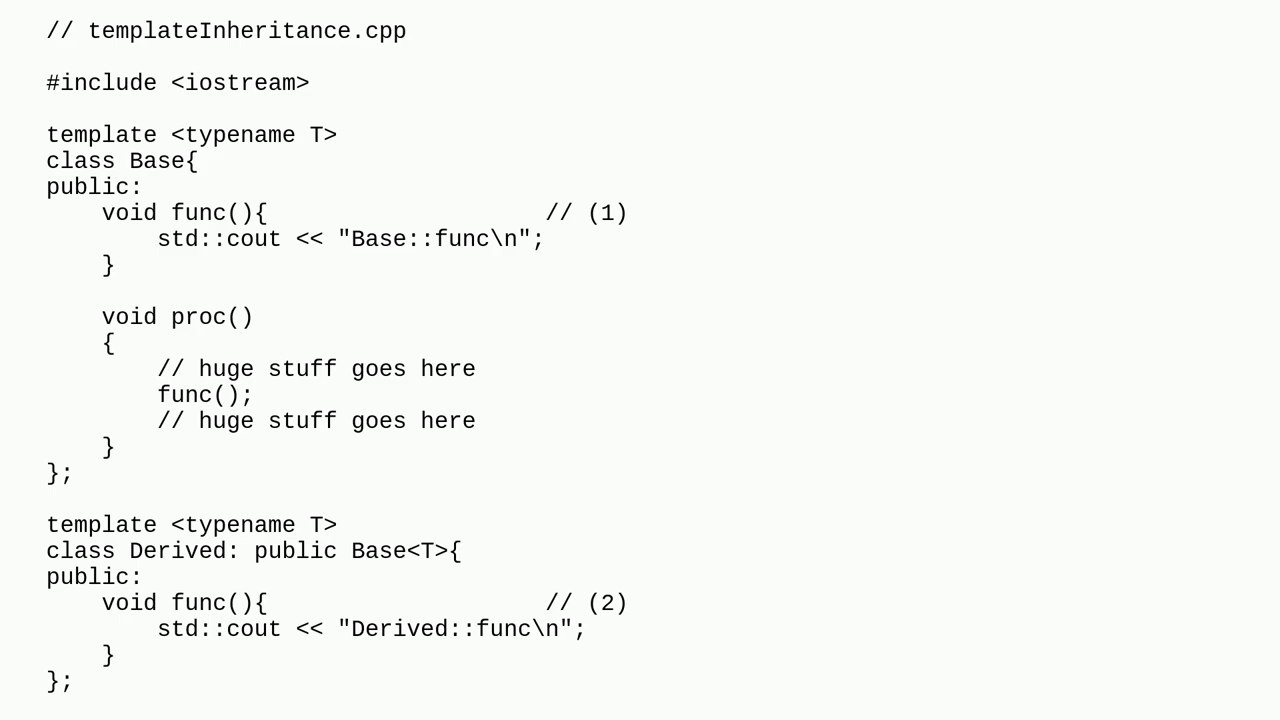 // templateInheritance.cpp
#include <iostream>
template <typename T>
class Base{
public:
    void func(){                    // (1)
        std::cout << "Base::func\n";
    }
    void proc()
    {
        // huge stuff goes here
        func();
        // huge stuff goes here
    }
};
template <typename T>
class Derived: public Base<T>{
public:
    void func(){                    // (2)
        std::cout << "Derived::func\n";
    }
};